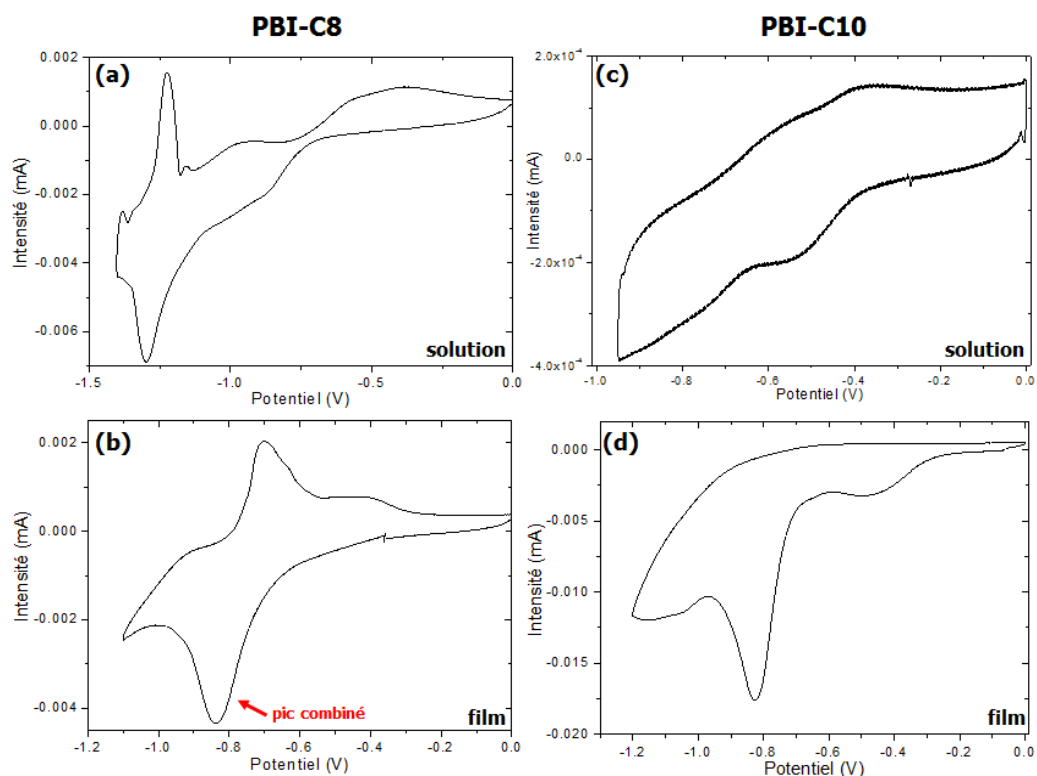 PBI-C8
PBI-C10
(a)
0.002
0.000
-0.002
-0.004
-0.006
Intensité (mA)
solution
-1.5
-1.0
-0.5
0.0
Potentiel (V)
(c)
2.0x10⁻⁴
0.0
-2.0x10⁻⁴
-4.0x10⁻⁴
Intensité (mA)
solution
-1.0
-0.8
-0.6
-0.4
-0.2
0.0
Potentiel (V)
(b)
0.002
0.000
-0.002
-0.004
Intensité (mA)
pic combiné
film
-1.0
-0.8
-0.6
-0.4
-0.2
0.0
Potentiel (V)
(d)
0.000
-0.005
-0.010
-0.015
-0.020
Intensité (mA)
film
-1.2
-1.0
-0.8
-0.6
-0.4
-0.2
0.0
Potentiel (V)